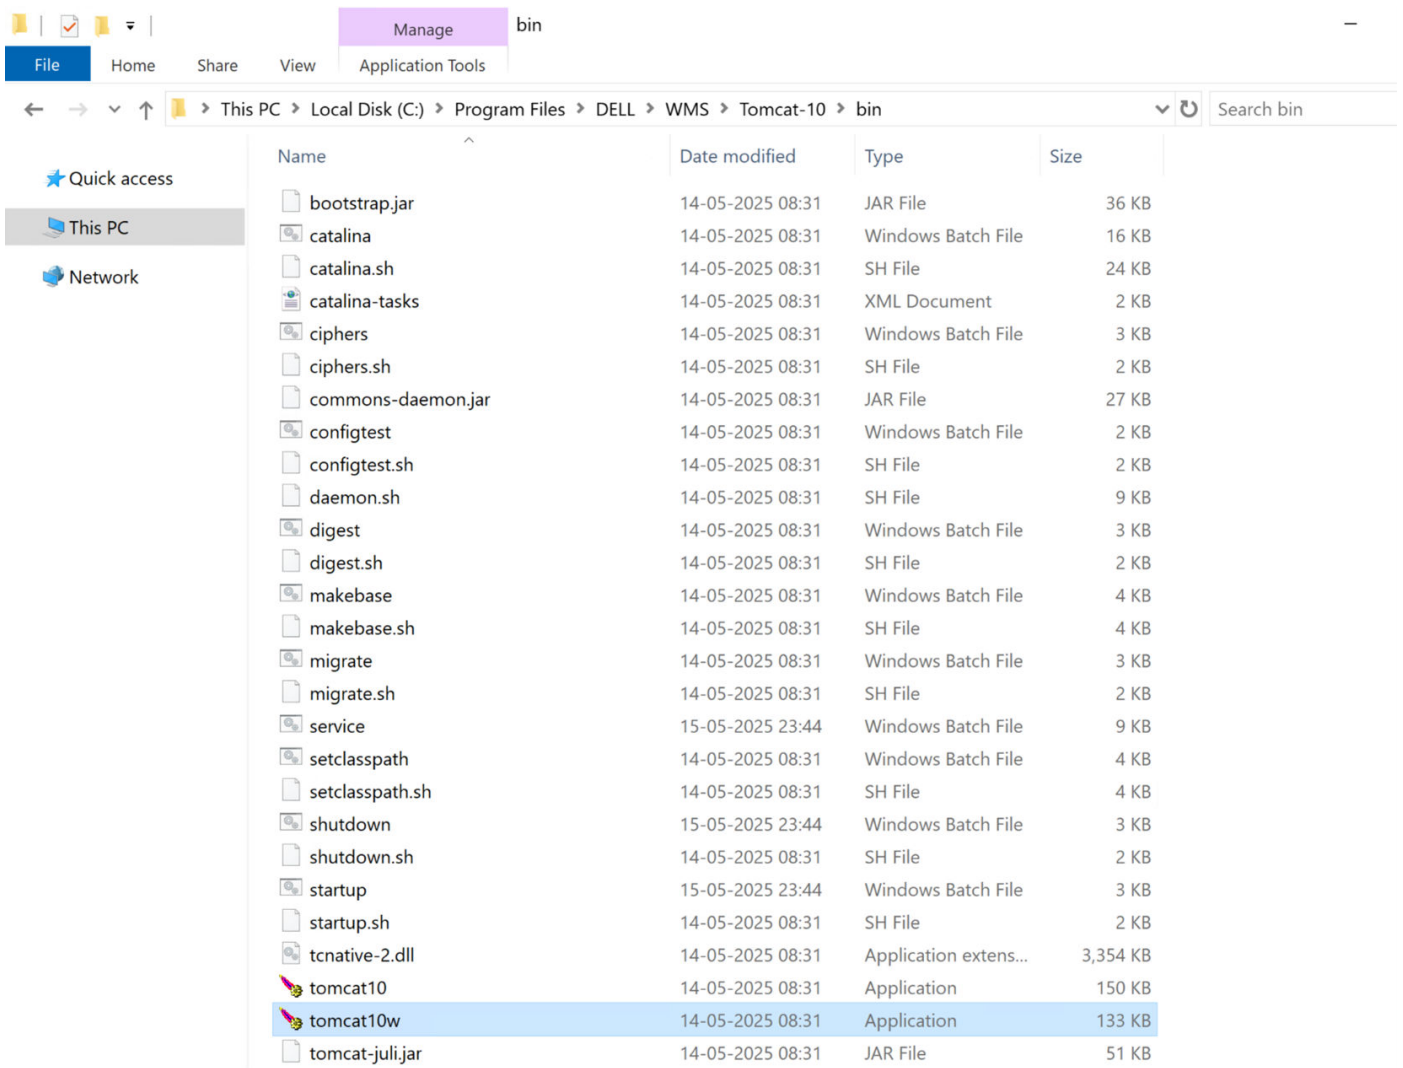 Manage bin
File Home Share View Application Tools
This PC > Local Disk (C:) > Program Files > DELL > WMS > Tomcat-10 > bin Search bin
Quick access
This PC
Network
Name Date modified Type Size
bootstrap.jar 14-05-2025 08:31 JAR File 36 KB
catalina 14-05-2025 08:31 Windows Batch File 16 KB
catalina.sh 14-05-2025 08:31 SH File 24 KB
catalina-tasks 14-05-2025 08:31 XML Document 2 KB
ciphers 14-05-2025 08:31 Windows Batch File 3 KB
ciphers.sh 14-05-2025 08:31 SH File 2 KB
commons-daemon.jar 14-05-2025 08:31 JAR File 27 KB
configtest 14-05-2025 08:31 Windows Batch File 2 KB
configtest.sh 14-05-2025 08:31 SH File 2 KB
daemon.sh 14-05-2025 08:31 SH File 9 KB
digest 14-05-2025 08:31 Windows Batch File 3 KB
digest.sh 14-05-2025 08:31 SH File 2 KB
makebase 14-05-2025 08:31 Windows Batch File 4 KB
makebase.sh 14-05-2025 08:31 SH File 4 KB
migrate 14-05-2025 08:31 Windows Batch File 3 KB
migrate.sh 14-05-2025 08:31 SH File 2 KB
service 15-05-2025 23:44 Windows Batch File 9 KB
setclasspath 14-05-2025 08:31 Windows Batch File 4 KB
setclasspath.sh 14-05-2025 08:31 SH File 4 KB
shutdown 15-05-2025 23:44 Windows Batch File 3 KB
shutdown.sh 14-05-2025 08:31 SH File 2 KB
startup 15-05-2025 23:44 Windows Batch File 3 KB
startup.sh 14-05-2025 08:31 SH File 2 KB
tcnative-2.dll 14-05-2025 08:31 Application extens... 3,354 KB
tomcat10 14-05-2025 08:31 Application 150 KB
tomcat10w 14-05-2025 08:31 Application 133 KB
tomcat-juli.jar 14-05-2025 08:31 JAR File 51 KB